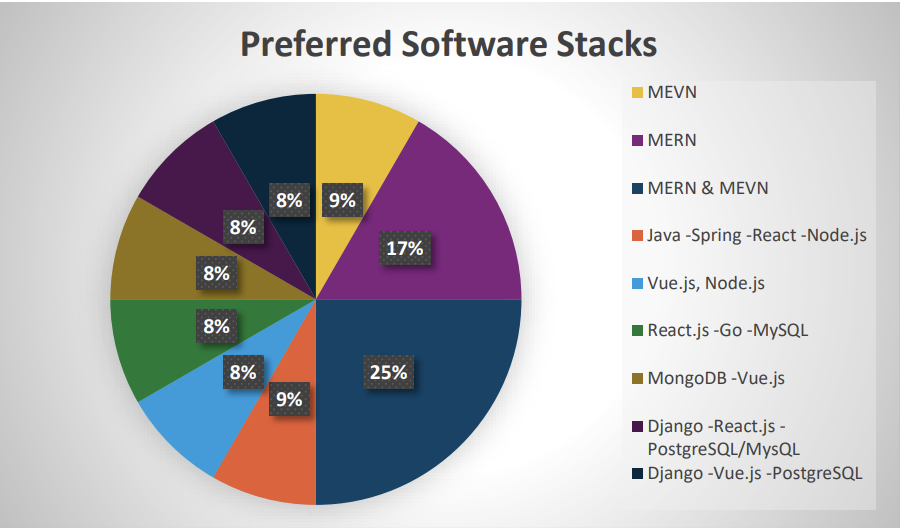 Preferred Software Stacks
8%
9%
17%
8%
8%
8%
8%
9%
25%
MEVN
MERN
MERN & MEVN
Java -Spring -React -Node.js
Vue.js, Node.js
React.js -Go -MySQL
MongoDB -Vue.js
Django -React.js -
PostgreSQL/MysQL
Django -Vue.js -PostgreSQL